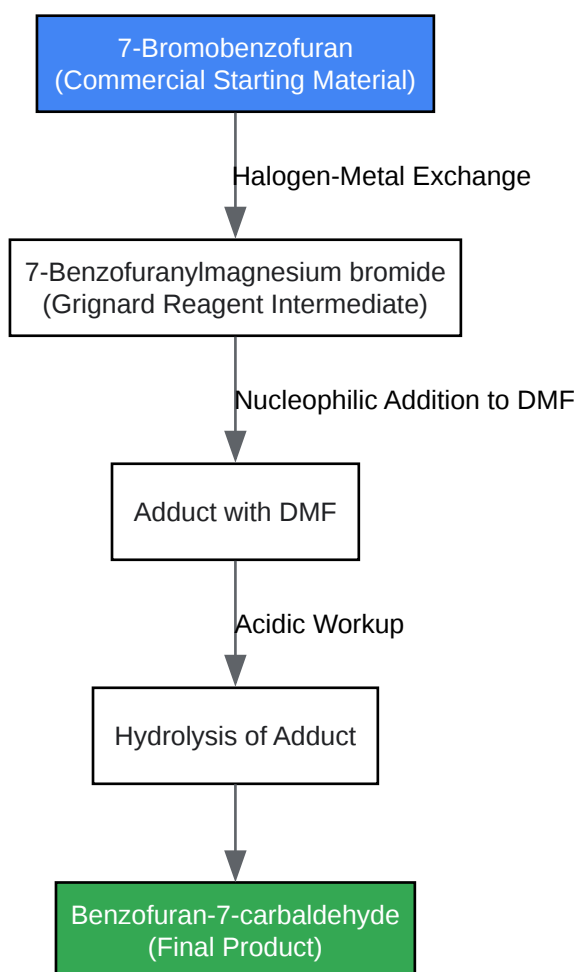 7-Bromobenzofuran
(Commercial Starting Material)
Halogen-Metal Exchange
7-Benzofuranylmagnesium bromide
(Grignard Reagent Intermediate)
Nucleophilic Addition to DMF
Adduct with DMF
Acidic Workup
Hydrolysis of Adduct
Benzofuran-7-carbaldehyde
(Final Product)